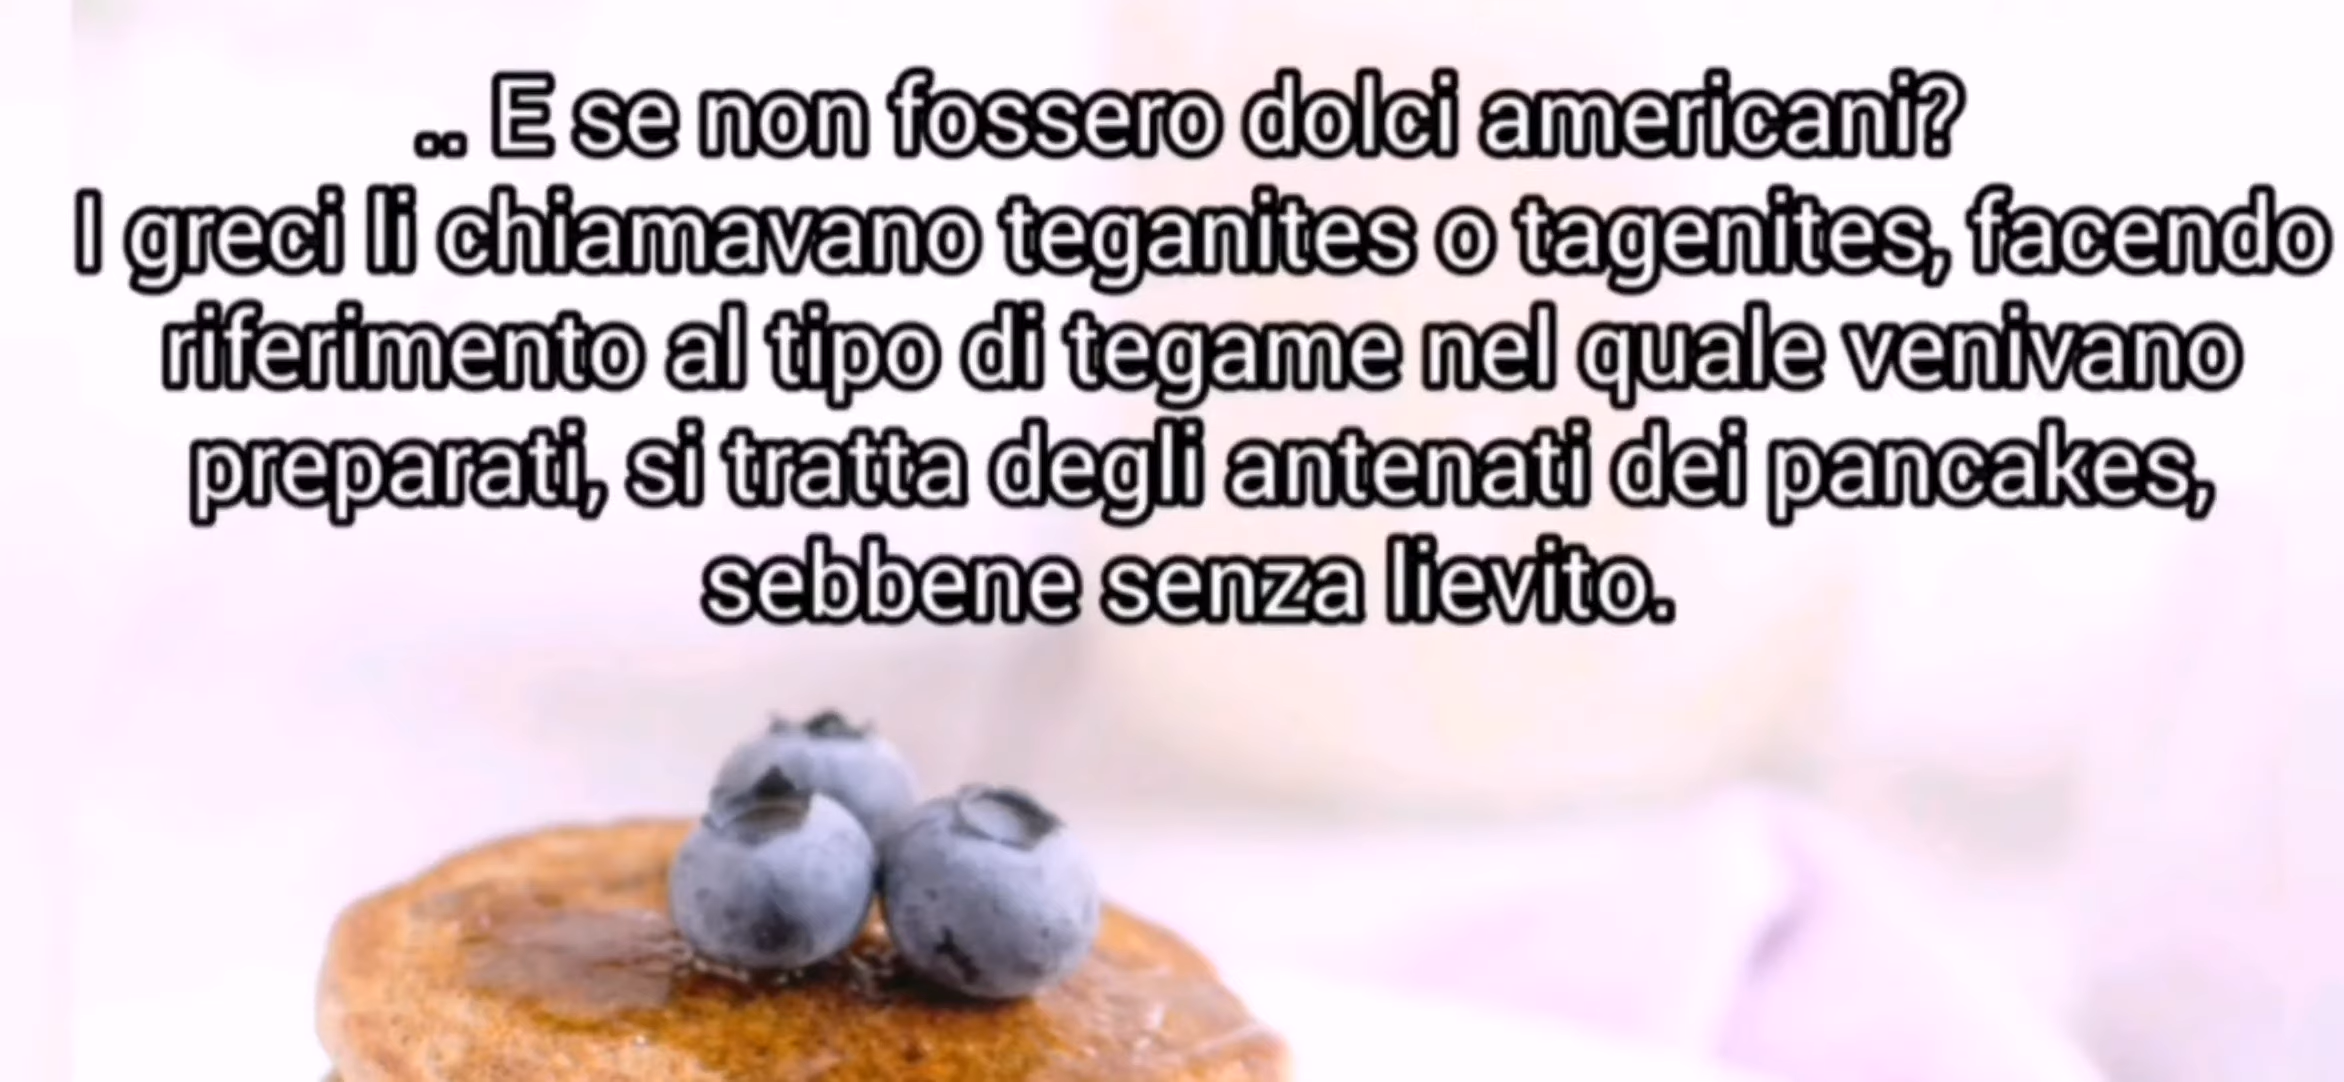 .. E se non fossero dolci americani?
I greci li chiamavano teganites o tagenites, facendo
riferimento al tipo di tegame nel quale venivano
preparati, si tratta degli antenati dei pancakes,
sebbene senza lievito.